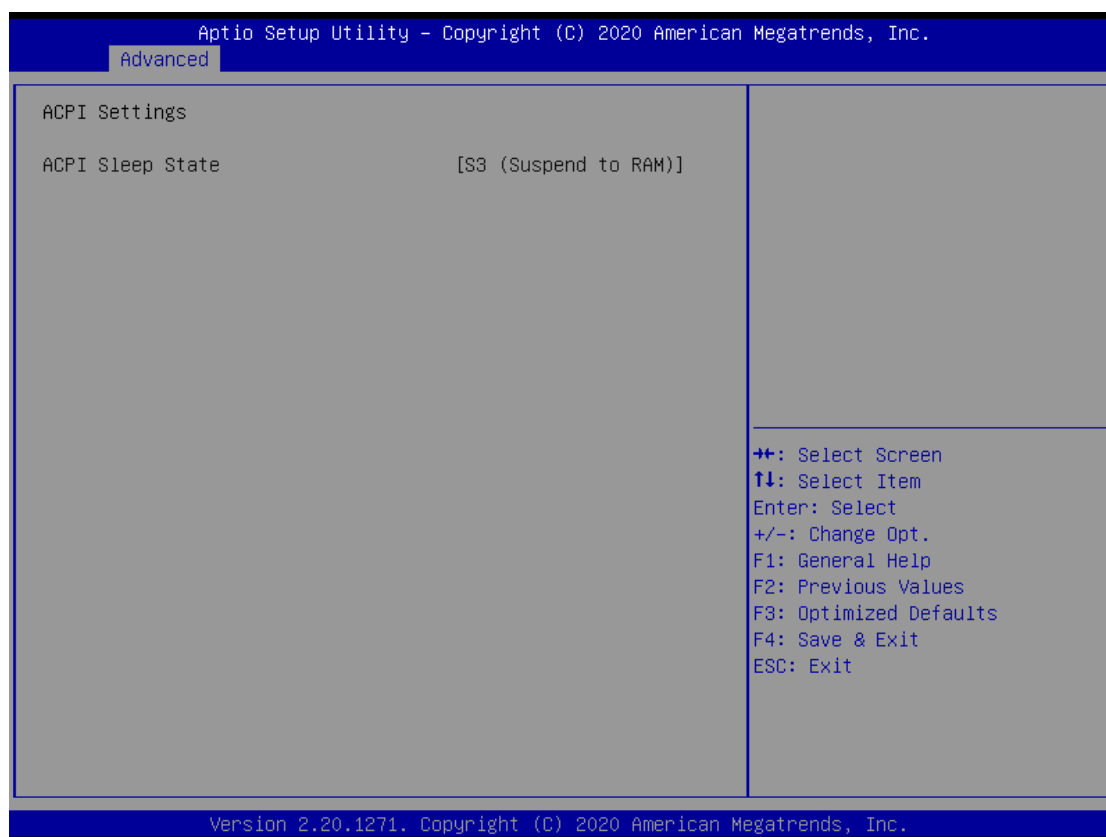 Aptio Setup Utility – Copyright (C) 2020 American Megatrends, Inc.
Advanced
ACPI Settings
ACPI Sleep State [S3 (Suspend to RAM)]
→←: Select Screen
↑↓: Select Item
Enter: Select
+/-: Change Opt.
F1: General Help
F2: Previous Values
F3: Optimized Defaults
F4: Save & Exit
ESC: Exit
Version 2.20.1271. Copyright (C) 2020 American Megatrends, Inc.